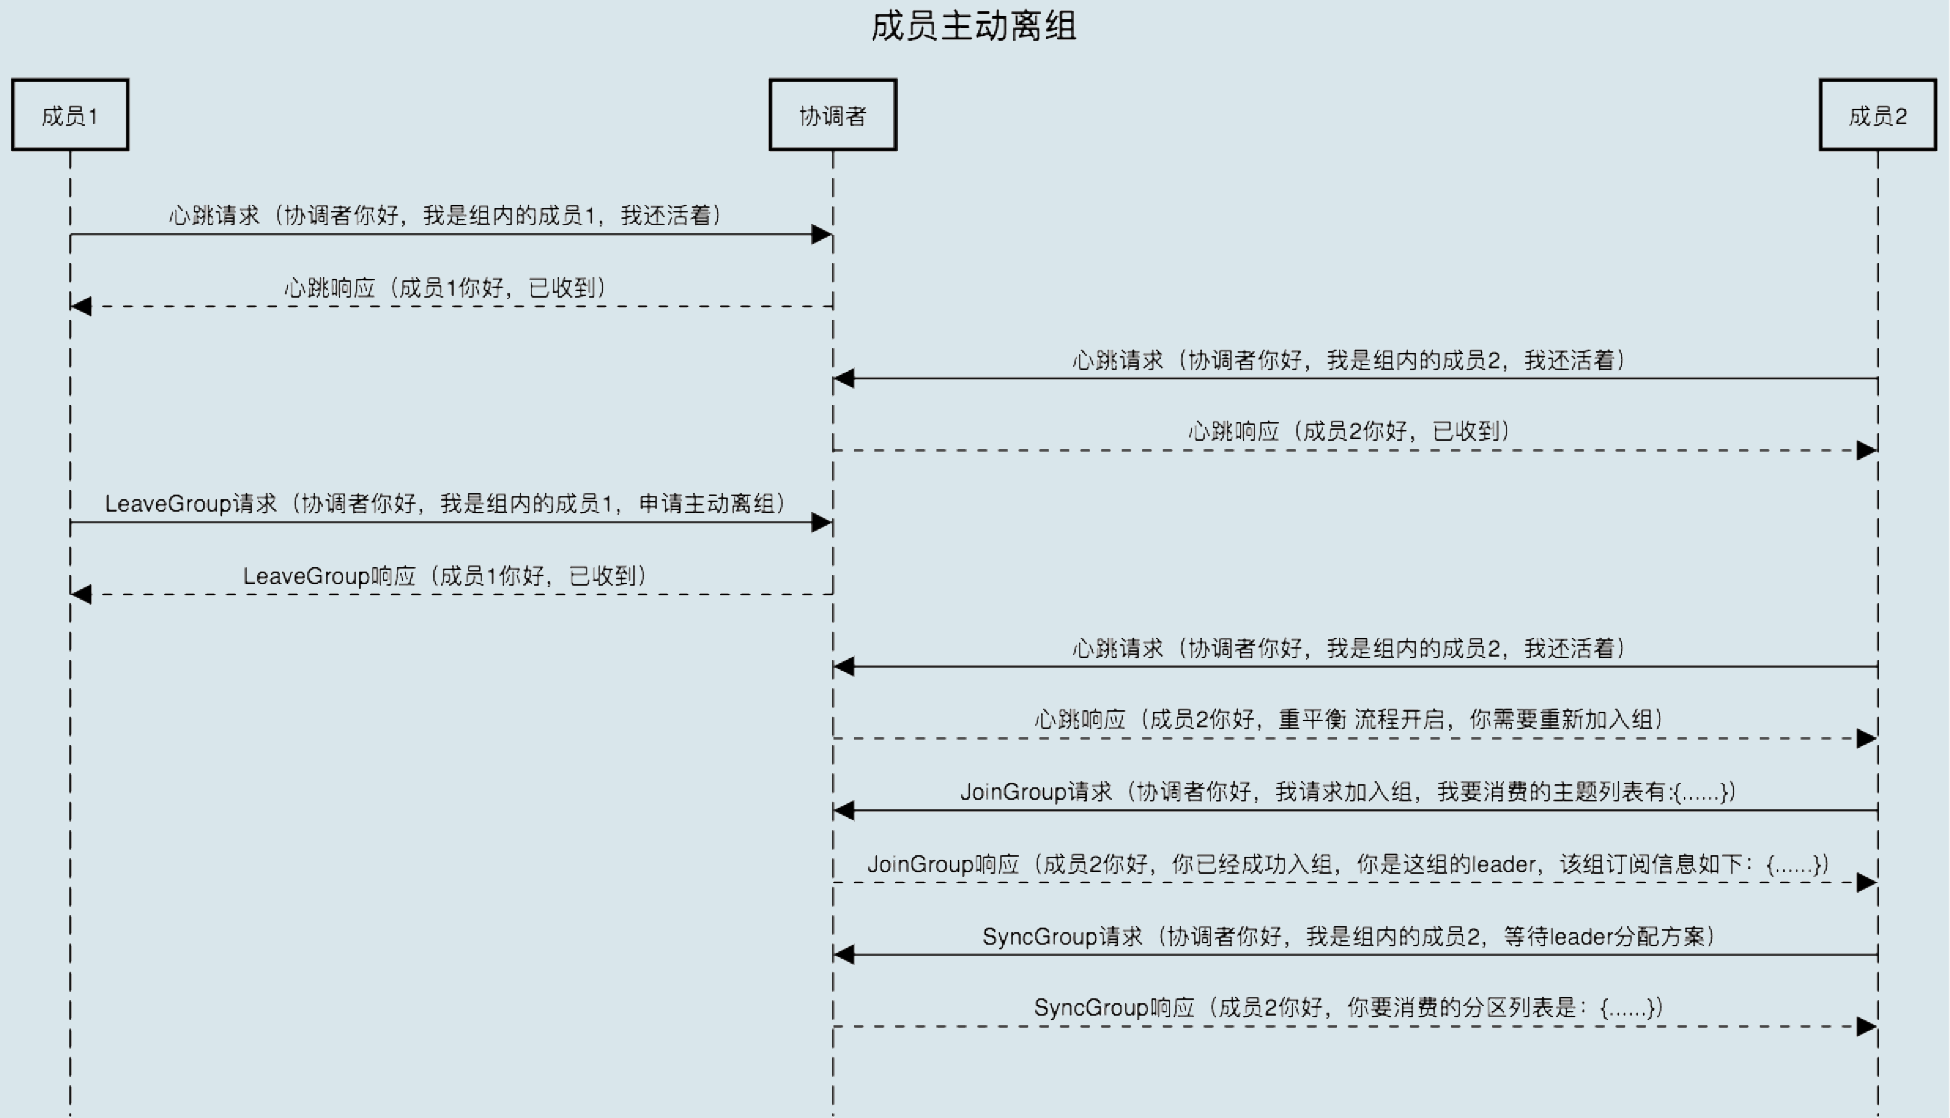 成员主动离组
成员1
协调者
成员2
心跳请求（协调者你好，我是组内的成员1，我还活着）
心跳响应（成员1你好，已收到）
心跳请求（协调者你好，我是组内的成员2，我还活着）
心跳响应（成员2你好，已收到）
LeaveGroup请求（协调者你好，我是组内的成员1，申请主动离组）
LeaveGroup响应（成员1你好，已收到）
心跳请求（协调者你好，我是组内的成员2，我还活着）
心跳响应（成员2你好，重平衡 流程开启，你需要重新加入组）
JoinGroup请求（协调者你好，我请求加入组，我要消费的主题列表有:{......}）
JoinGroup响应（成员2你好，你已经成功入组，你是这组的leader，该组订阅信息如下：{......}）
SyncGroup请求（协调者你好，我是组内的成员2，等待leader分配方案）
SyncGroup响应（成员2你好，你要消费的分区列表是：{......}）